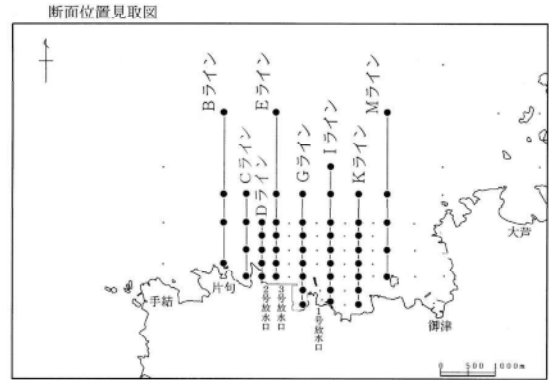 断面位置見取図
Bライン
Cライン
Dライン
Eライン
Gライン
Iライン
Kライン
Mライン
大芦
手結
片句
2号放水口
3号放水口
1号放水口
御津
0 500 1000m